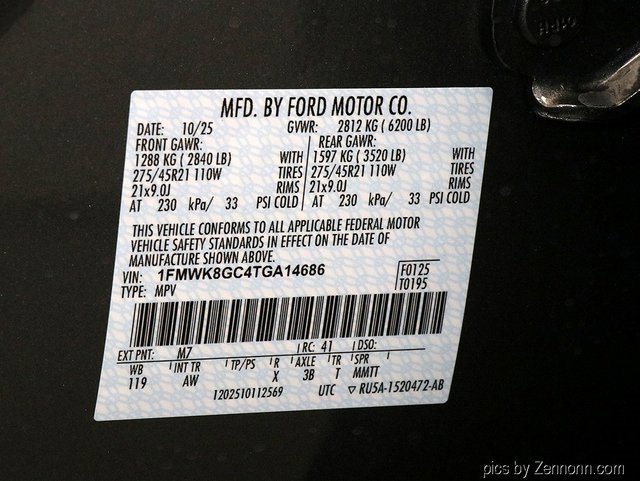 MFD. BY FORD MOTOR CO.
DATE: 10/25 GVWR: 2812 KG ( 6200 LB)
FRONT GAWR: REAR GAWR:
1288 KG ( 2840 LB) WITH 1597 KG ( 3520 LB) WITH
275/45R21 110W TIRES 275/45R21 110W TIRES
21x9.0J RIMS 21x9.0J RIMS
AT 230 kPa/ 33 PSI COLD AT 230 kPa/ 33 PSI COLD
THIS VEHICLE CONFORMS TO ALL APPLICABLE FEDERAL MOTOR
VEHICLE SAFETY STANDARDS IN EFFECT ON THE DATE OF
MANUFACTURE SHOWN ABOVE.
VIN: 1FMWK8GC4TGA14686 F0125
TYPE: MPV T0195
EXT PNT: M7 RC: 41 DSO:
WB INT TR TP/PS R AXLE TR SPR
119 AW X 3B T MMTT
1202510112569 UTC ▽ RU5A-1520472-AB
pics by Zennonn.com